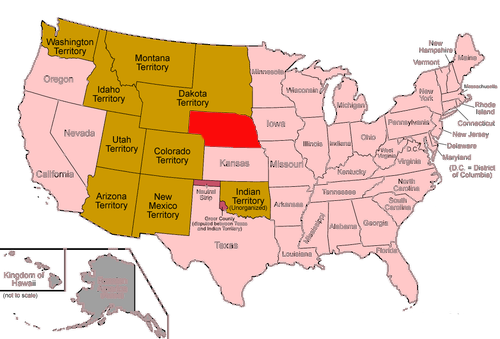 Washington
Territory
Montana
Territory
Oregon
Idaho
Territory
Dakota
Territory
Minnesota
Wisconsin
Michigan
New
Hampshire
Vermont
Maine
New
York
Massachusetts
Rhode
Island
Connecticut
New Jersey
Delaware
Maryland
(D.C. = District
of Columbia)
Pennsylvania
Nevada
Utah
Territory
Colorado
Territory
Iowa
Illinois
Indiana
Ohio
West
Virginia
D.C.
Virginia
California
Kansas
Missouri
Kentucky
Arizona
Territory
New
Mexico
Territory
Neutral
Strip
Indian
Territory
(Unorganized)
Greer County
(disputed between Texas
and Indian Territory)
Arkansas
Tennessee
North
Carolina
South
Carolina
Texas
Louisiana
Mississippi
Alabama
Georgia
Florida
Kingdom of
Hawaii
(not to scale)